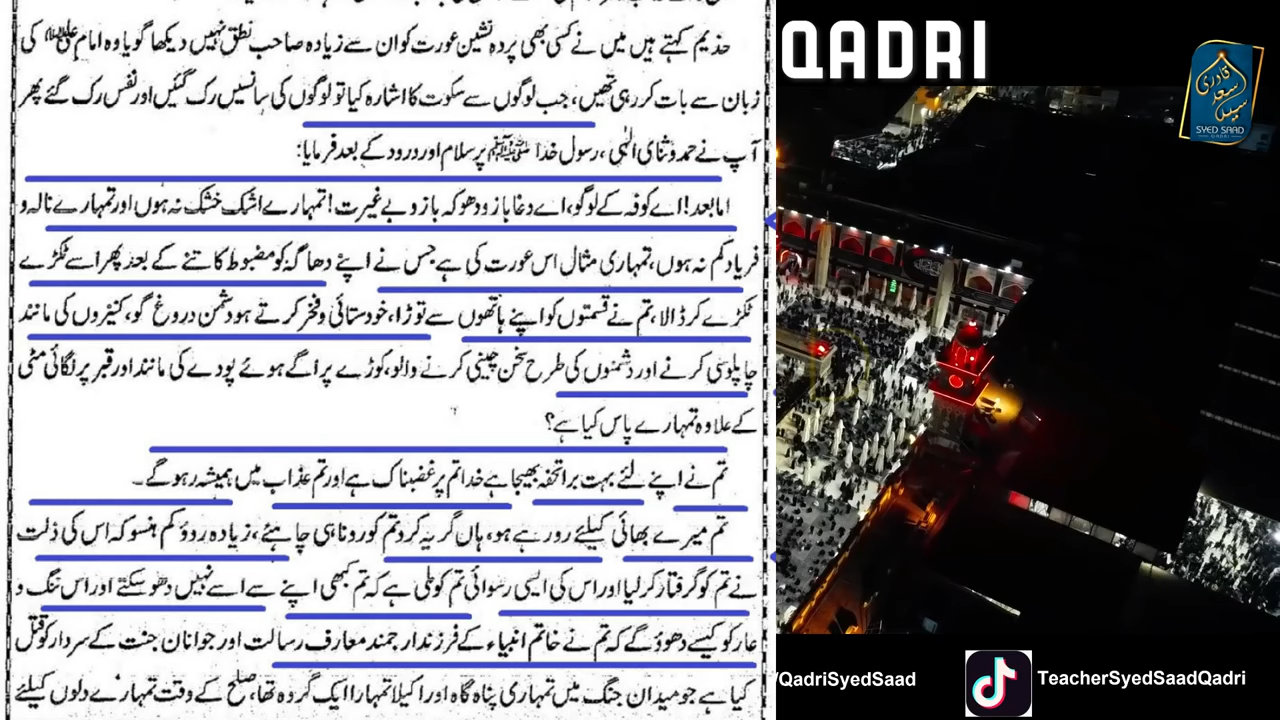 حذیم کہتے ہیں میں نے کسی بھی پردہ نشین عورت کو ان سے زیادہ صاحب نطق نہیں دیکھا گویا وہ امام علی کی
زبان سے بات کر رہی تھیں، جب لوگوں سے سکوت کا اشارہ کیا تو لوگوں کی سانسیں رک گئیں اور نفس رک گئے پھر
آپ نے حمد و ثنای الٰہی، رسول خدا ﷺ پر سلام اور درود کے بعد فرمایا:
اما بعد! اے کوفہ کے لوگو، اے دغا باز و دھوکہ باز و بے غیرت! تمہارے اشک خشک نہ ہوں اور تمہارے نالہ و
فریاد کم نہ ہوں، تمہاری مثال اس عورت کی ہے جس نے اپنے دھاگہ کو مضبوط کاتنے کے بعد پھر اسے ٹکڑے
ٹکڑے کر ڈالا، تم نے قسمتوں کو اپنے ہاتھوں سے توڑا، خودستائی و فخر کرتے ہو دشمن دروغ گو، کنیزوں کی مانند
چاپلوسی کرنے اور دشمنوں کی طرح سخن چینی کرنے والو، کوڑے پر اگے ہوئے پودے کی مانند اور قبر پر لگائی مٹی
کے علاوہ تمہارے پاس کیا ہے؟
تم نے اپنے لئے بہت برا تحفہ بھیجا ہے خدا تم پر غضبناک ہے اور تم عذاب میں ہمیشہ رہو گے۔
تم میرے بھائی کیلئے رو رہے ہو، ہاں گریہ کرو تم کو رونا ہی چاہئے، زیادہ روؤ کم ہنسو کہ اس کی ذلت
نے تم کو گرفتار کر لیا اور اس کی ایسی رسوائی تم کو ملی ہے کہ تم کبھی اپنے سے اسے نہیں دھو سکتے اور اس ننگ و
عار کو کیسے دھوؤ گے کہ تم نے خاتم انبیاء کے فرزند ارجمند معارف رسالت اور جوانان جنت کے سردار کو قتل
کیا ہے جو میدان جنگ میں تمہاری پناہ گاہ اور اکیلا تمہارا ایک گروہ تھا، صلح کے وقت تمہارے دلوں کیلئے
QADRI
سید سعد قادری
SYED SAAD
QADRI
/QadriSyedSaad
TeacherSyedSaadQadri